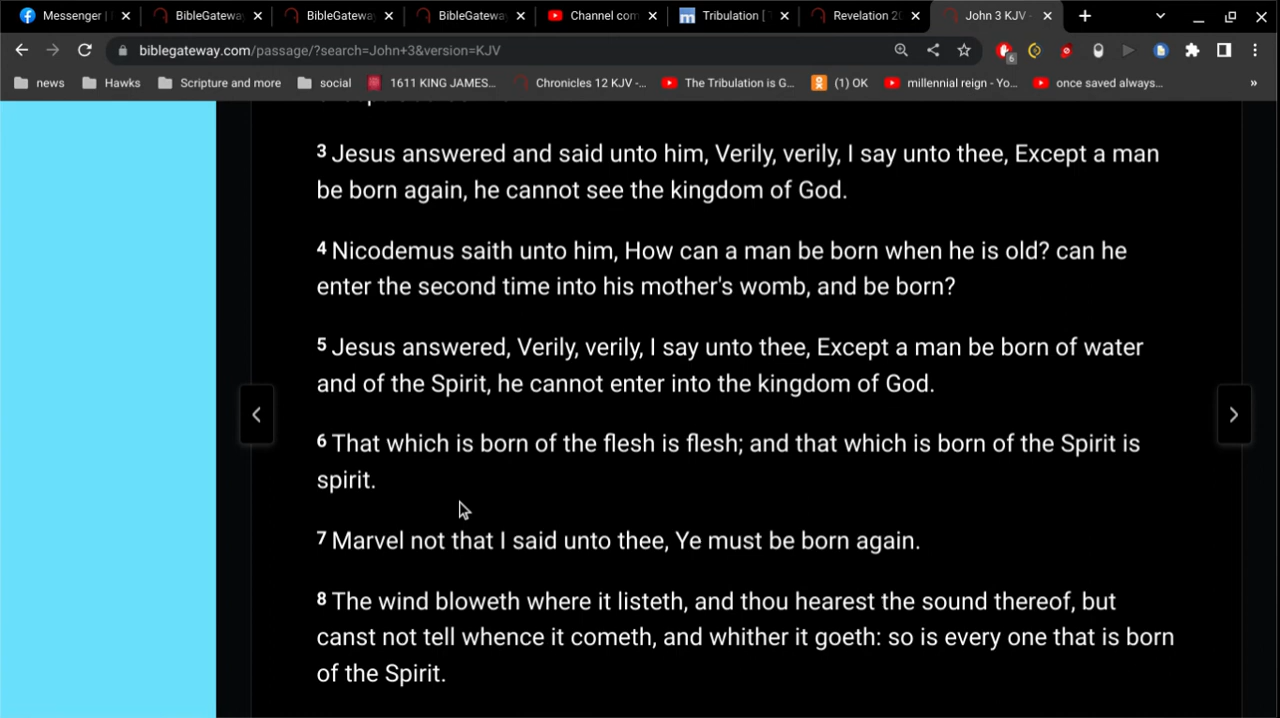 Messenger |
BibleGateway
BibleGateway
BibleGateway
Channel con
Tribulation [
Revelation 20
John 3 KJV -
biblegateway.com/passage/?search=John+3&version=KJV
6
news
Hawks
Scripture and more
social
1611 KING JAMES...
Chronicles 12 KJV -...
The Tribulation is G...
(1) OK
millennial reign - Yo...
once saved always...
»
3 Jesus answered and said unto him, Verily, verily, I say unto thee, Except a man
be born again, he cannot see the kingdom of God.
4 Nicodemus saith unto him, How can a man be born when he is old? can he
enter the second time into his mother's womb, and be born?
5 Jesus answered, Verily, verily, I say unto thee, Except a man be born of water
and of the Spirit, he cannot enter into the kingdom of God.
6 That which is born of the flesh is flesh; and that which is born of the Spirit is
spirit.
7 Marvel not that I said unto thee, Ye must be born again.
8 The wind bloweth where it listeth, and thou hearest the sound thereof, but
canst not tell whence it cometh, and whither it goeth: so is every one that is born
of the Spirit.